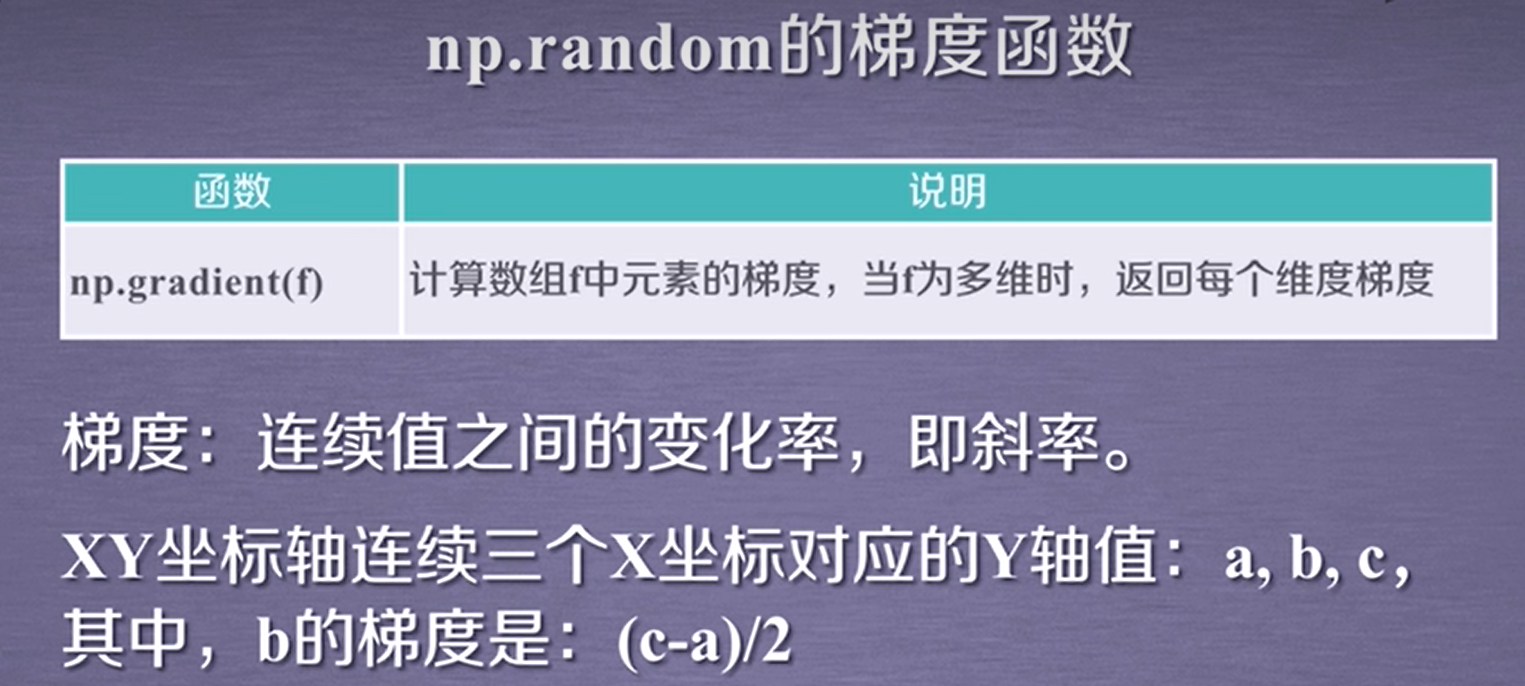 np.random的梯度函数
函数 说明
np.gradient(f) 计算数组f中元素的梯度，当f为多维时，返回每个维度梯度
梯度：连续值之间的变化率，即斜率。
XY坐标轴连续三个X坐标对应的Y轴值：a, b, c，
其中，b的梯度是：(c-a)/2